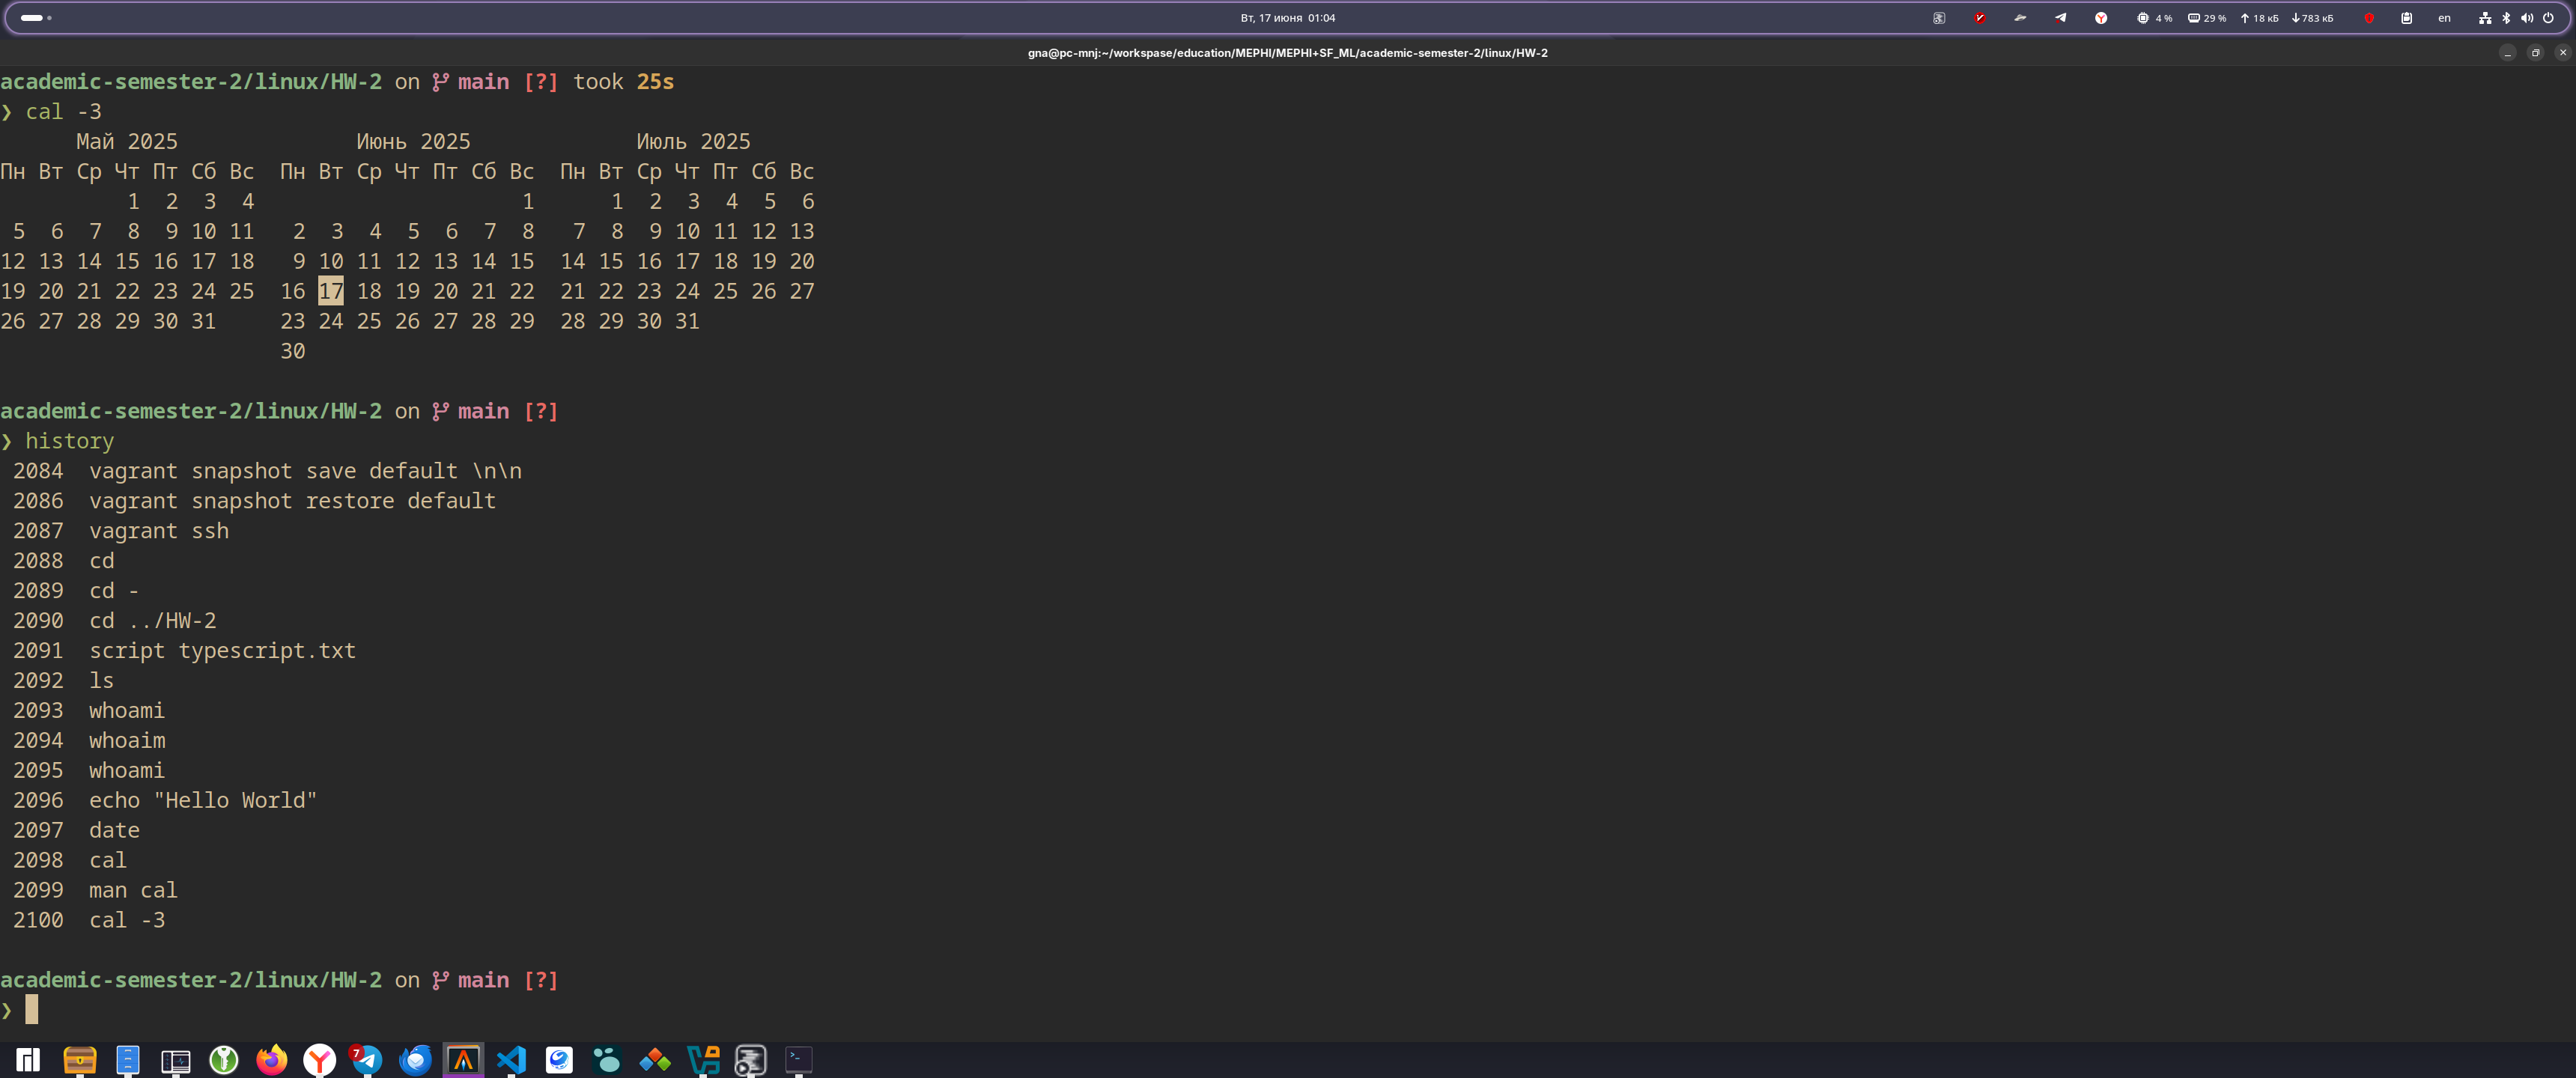 Вт, 17 июня 01:04
4 % 29 % 18 кБ 783 кБ en
gna@pc-mnj:~/workspase/education/MEPHI/MEPHI+SF_ML/academic-semester-2/linux/HW-2
academic-semester-2/linux/HW-2 on main [?] took 25s
❯ cal -3
Май 2025 Июнь 2025 Июль 2025
Пн Вт Ср Чт Пт Сб Вс Пн Вт Ср Чт Пт Сб Вс Пн Вт Ср Чт Пт Сб Вс
1 2 3 4 1 1 2 3 4 5 6
5 6 7 8 9 10 11 2 3 4 5 6 7 8 7 8 9 10 11 12 13
12 13 14 15 16 17 18 9 10 11 12 13 14 15 14 15 16 17 18 19 20
19 20 21 22 23 24 25 16 17 18 19 20 21 22 21 22 23 24 25 26 27
26 27 28 29 30 31 23 24 25 26 27 28 29 28 29 30 31
30
academic-semester-2/linux/HW-2 on main [?]
❯ history
2084 vagrant snapshot save default \n\n
2086 vagrant snapshot restore default
2087 vagrant ssh
2088 cd
2089 cd -
2090 cd ../HW-2
2091 script typescript.txt
2092 ls
2093 whoami
2094 whoaim
2095 whoami
2096 echo "Hello World"
2097 date
2098 cal
2099 man cal
2100 cal -3
academic-semester-2/linux/HW-2 on main [?]
❯
7